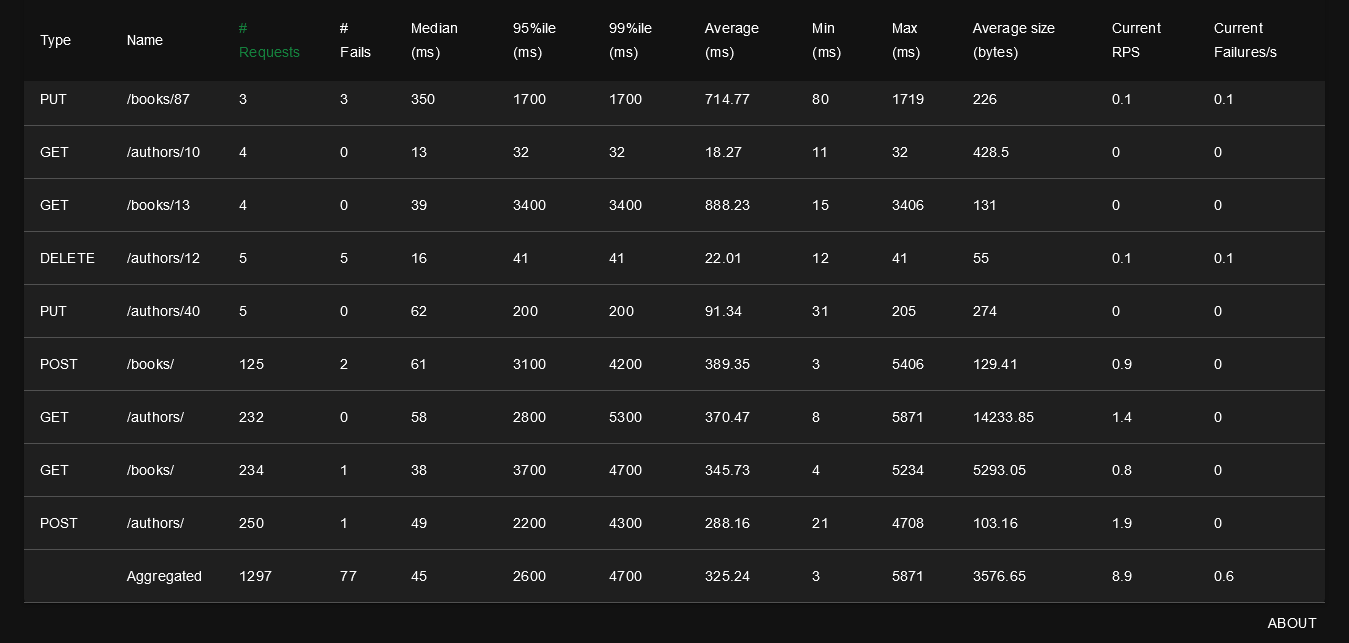 Type Name # Requests # Fails Median (ms) 95%ile (ms) 99%ile (ms) Average (ms) Min (ms) Max (ms) Average size (bytes) Current RPS Current Failures/s
PUT /books/87 3 3 350 1700 1700 714.77 80 1719 226 0.1 0.1
GET /authors/10 4 0 13 32 32 18.27 11 32 428.5 0 0
GET /books/13 4 0 39 3400 3400 888.23 15 3406 131 0 0
DELETE /authors/12 5 5 16 41 41 22.01 12 41 55 0.1 0.1
PUT /authors/40 5 0 62 200 200 91.34 31 205 274 0 0
POST /books/ 125 2 61 3100 4200 389.35 3 5406 129.41 0.9 0
GET /authors/ 232 0 58 2800 5300 370.47 8 5871 14233.85 1.4 0
GET /books/ 234 1 38 3700 4700 345.73 4 5234 5293.05 0.8 0
POST /authors/ 250 1 49 2200 4300 288.16 21 4708 103.16 1.9 0
Aggregated 1297 77 45 2600 4700 325.24 3 5871 3576.65 8.9 0.6
ABOUT